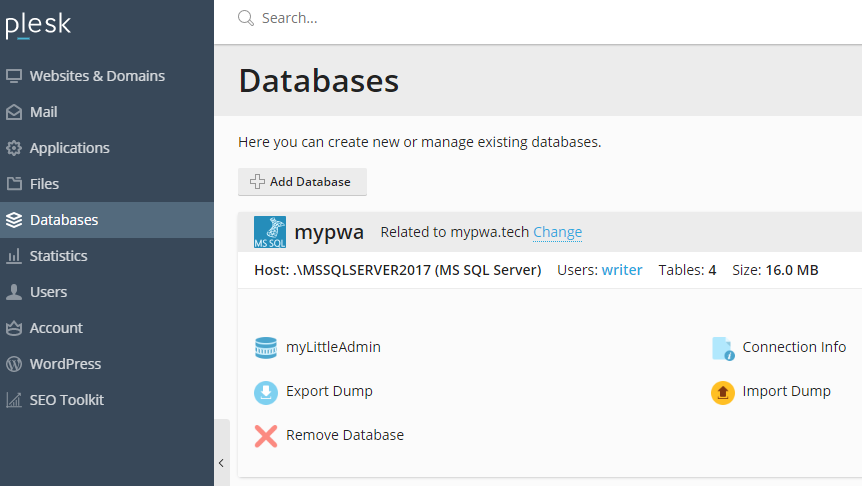 plesk
Search...
Websites & Domains
Mail
Applications
Files
Databases
Statistics
Users
Account
WordPress
SEO Toolkit
Databases
Here you can create new or manage existing databases.
Add Database
MS SQL
mypwa Related to mypwa.tech Change
Host: .\MSSQLSERVER2017 (MS SQL Server) Users: writer Tables: 4 Size: 16.0 MB
myLittleAdmin
Connection Info
Export Dump
Import Dump
Remove Database